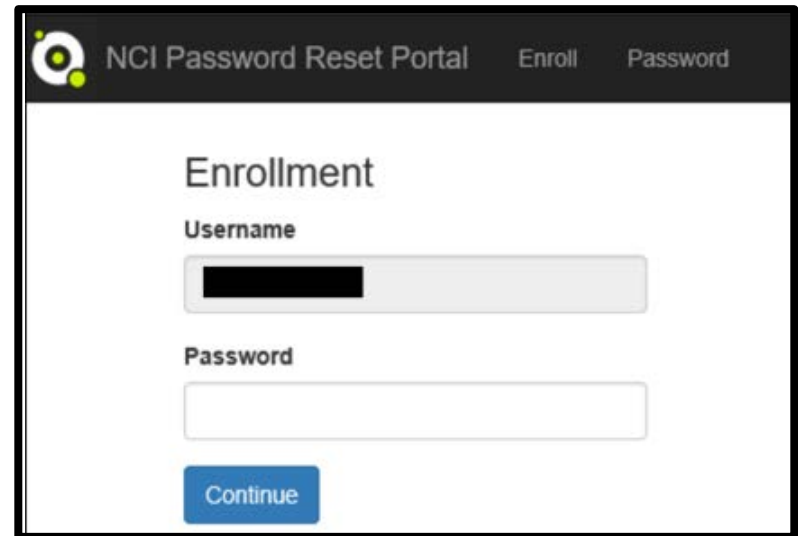 NCI Password Reset Portal Enroll Password
Enrollment
Username
Password
Continue